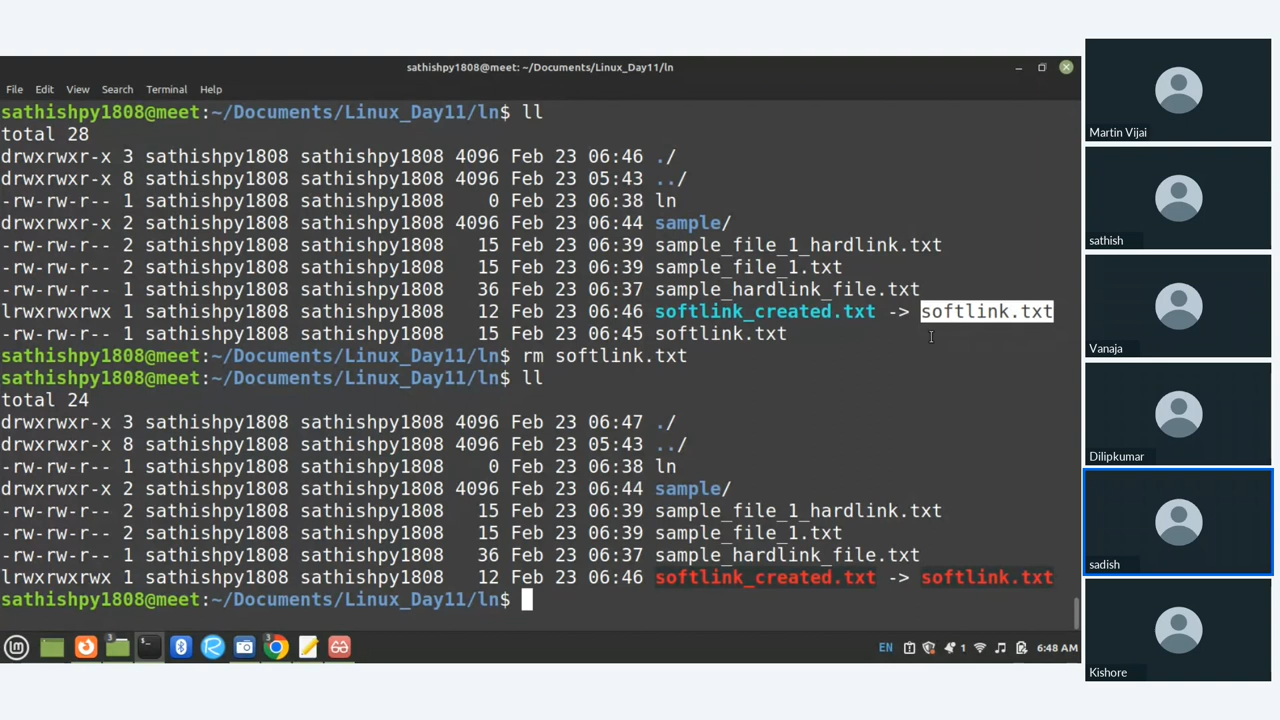 sathishpy1808@meet: ~/Documents/Linux_Day11/ln
File Edit View Search Terminal Help
sathishpy1808@meet:~/Documents/Linux_Day11/ln$ ll
total 28
drwxrwxr-x 3 sathishpy1808 sathishpy1808 4096 Feb 23 06:46 ./
drwxrwxr-x 8 sathishpy1808 sathishpy1808 4096 Feb 23 05:43 ../
-rw-rw-r-- 1 sathishpy1808 sathishpy1808    0 Feb 23 06:38 ln
drwxrwxr-x 2 sathishpy1808 sathishpy1808 4096 Feb 23 06:44 sample/
-rw-rw-r-- 2 sathishpy1808 sathishpy1808   15 Feb 23 06:39 sample_file_1_hardlink.txt
-rw-rw-r-- 2 sathishpy1808 sathishpy1808   15 Feb 23 06:39 sample_file_1.txt
-rw-rw-r-- 1 sathishpy1808 sathishpy1808   36 Feb 23 06:37 sample_hardlink_file.txt
lrwxrwxrwx 1 sathishpy1808 sathishpy1808   12 Feb 23 06:46 softlink_created.txt -> softlink.txt
-rw-rw-r-- 1 sathishpy1808 sathishpy1808   15 Feb 23 06:45 softlink.txt
sathishpy1808@meet:~/Documents/Linux_Day11/ln$ rm softlink.txt
sathishpy1808@meet:~/Documents/Linux_Day11/ln$ ll
total 24
drwxrwxr-x 3 sathishpy1808 sathishpy1808 4096 Feb 23 06:47 ./
drwxrwxr-x 8 sathishpy1808 sathishpy1808 4096 Feb 23 05:43 ../
-rw-rw-r-- 1 sathishpy1808 sathishpy1808    0 Feb 23 06:38 ln
drwxrwxr-x 2 sathishpy1808 sathishpy1808 4096 Feb 23 06:44 sample/
-rw-rw-r-- 2 sathishpy1808 sathishpy1808   15 Feb 23 06:39 sample_file_1_hardlink.txt
-rw-rw-r-- 2 sathishpy1808 sathishpy1808   15 Feb 23 06:39 sample_file_1.txt
-rw-rw-r-- 1 sathishpy1808 sathishpy1808   36 Feb 23 06:37 sample_hardlink_file.txt
lrwxrwxrwx 1 sathishpy1808 sathishpy1808   12 Feb 23 06:46 softlink_created.txt -> softlink.txt
sathishpy1808@meet:~/Documents/Linux_Day11/ln$
3
3
EN 1 6:48 AM
Martin Vijai
sathish
Vanaja
Dilipkumar
sadish
Kishore